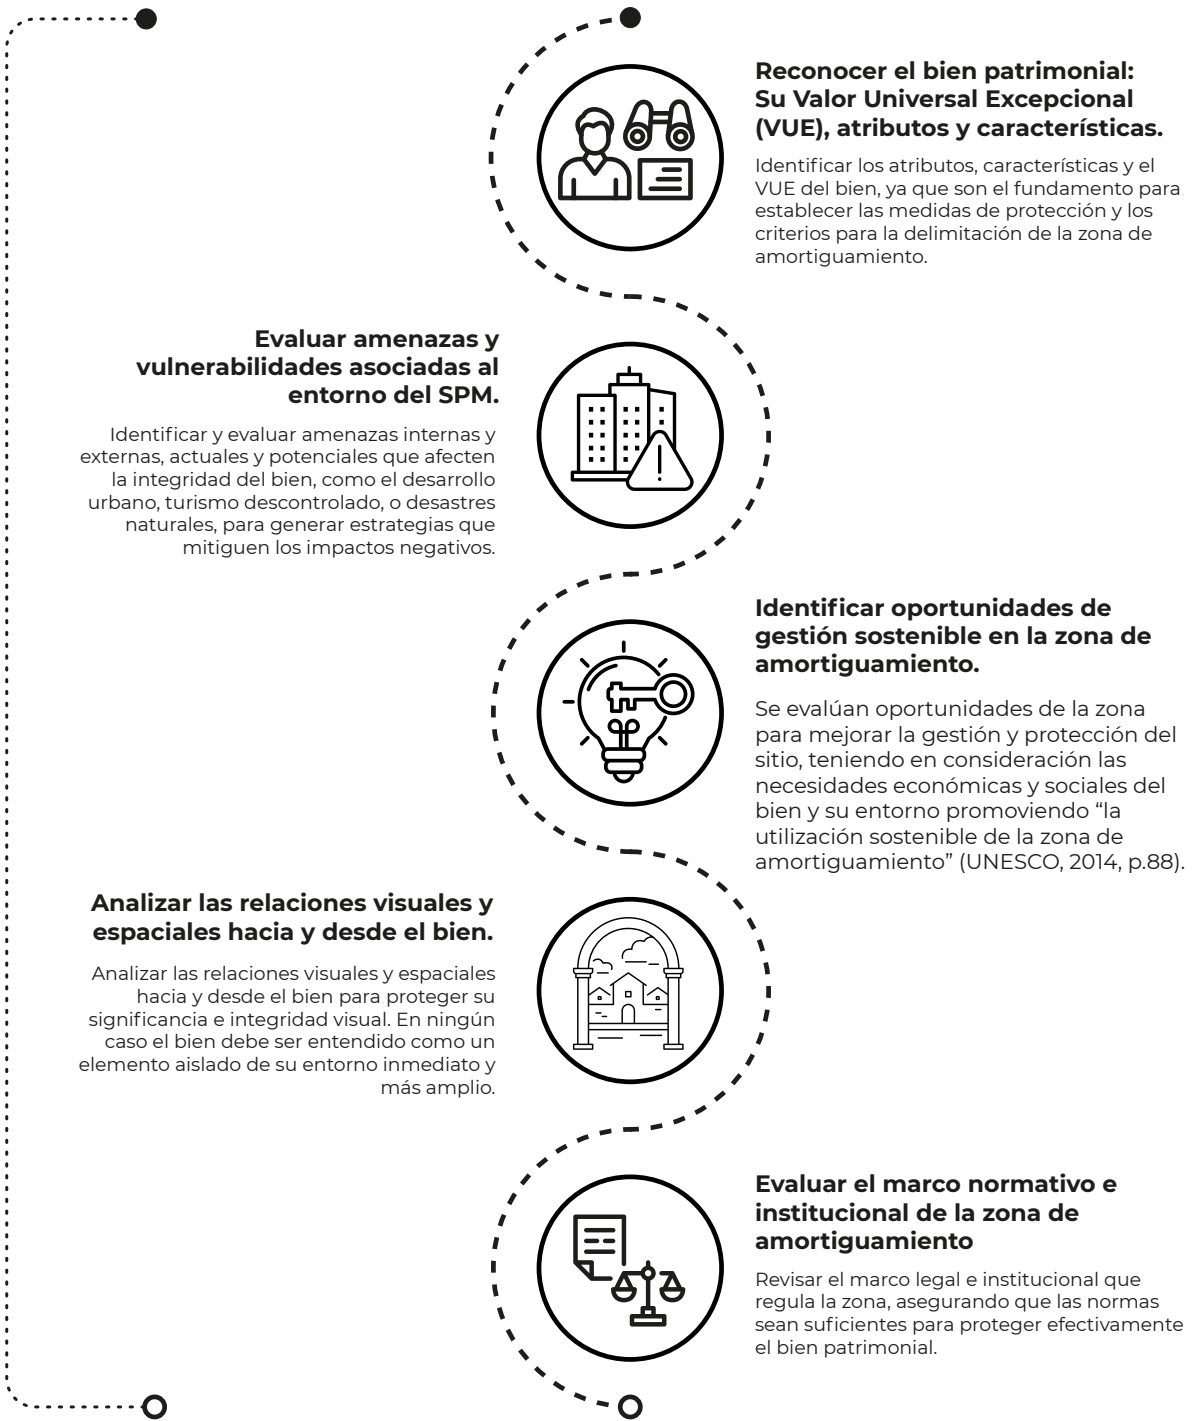 Reconocer el bien patrimonial:
Su Valor Universal Excepcional
(VUE), atributos y características.
Identificar los atributos, características y el
VUE del bien, ya que son el fundamento para
establecer las medidas de protección y los
criterios para la delimitación de la zona de
amortiguamiento.
Evaluar amenazas y
vulnerabilidades asociadas al
entorno del SPM.
Identificar y evaluar amenazas internas y
externas, actuales y potenciales que afecten
la integridad del bien, como el desarrollo
urbano, turismo descontrolado, o desastres
naturales, para generar estrategias que
mitiguen los impactos negativos.
Identificar oportunidades de
gestión sostenible en la zona de
amortiguamiento.
Se evalúan oportunidades de la zona
para mejorar la gestión y protección del
sitio, teniendo en consideración las
necesidades económicas y sociales del
bien y su entorno promoviendo “la
utilización sostenible de la zona de
amortiguamiento” (UNESCO, 2014, p.88).
Analizar las relaciones visuales y
espaciales hacia y desde el bien.
Analizar las relaciones visuales y espaciales
hacia y desde el bien para proteger su
significancia e integridad visual. En ningún
caso el bien debe ser entendido como un
elemento aislado de su entorno inmediato y
más amplio.
Evaluar el marco normativo e
institucional de la zona de
amortiguamiento
Revisar el marco legal e institucional que
regula la zona, asegurando que las normas
sean suficientes para proteger efectivamente
el bien patrimonial.